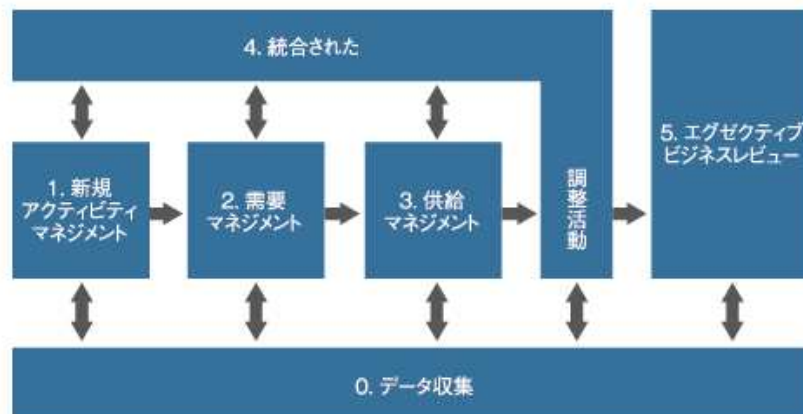 4. 統合された
1. 新規
アクティビティ
マネジメント
2. 需要
マネジメント
3. 供給
マネジメント
調整活動
5. エグゼクティブ
ビジネスレビュー
0. データ収集